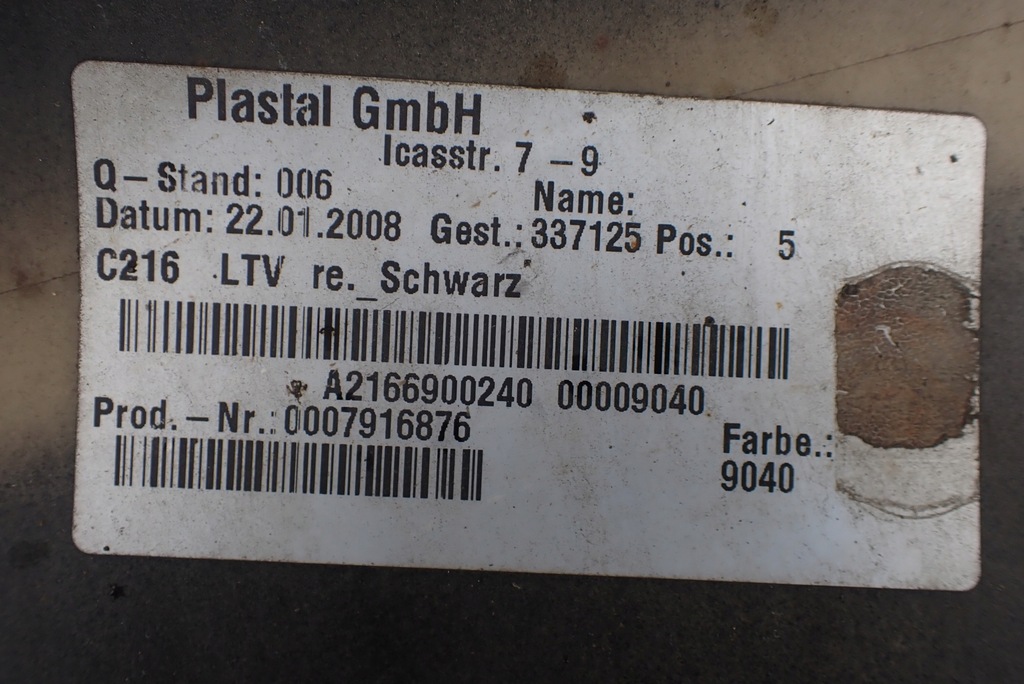 Plastal GmbH
Icasstr. 7 – 9
Q – Stand: 006 Name:
Datum: 22.01.2008 Gest.: 337125 Pos.: 5
C216 LTV re._Schwarz
A2166900240 00009040
Prod. – Nr.: 0007916876
Farbe.:
9040